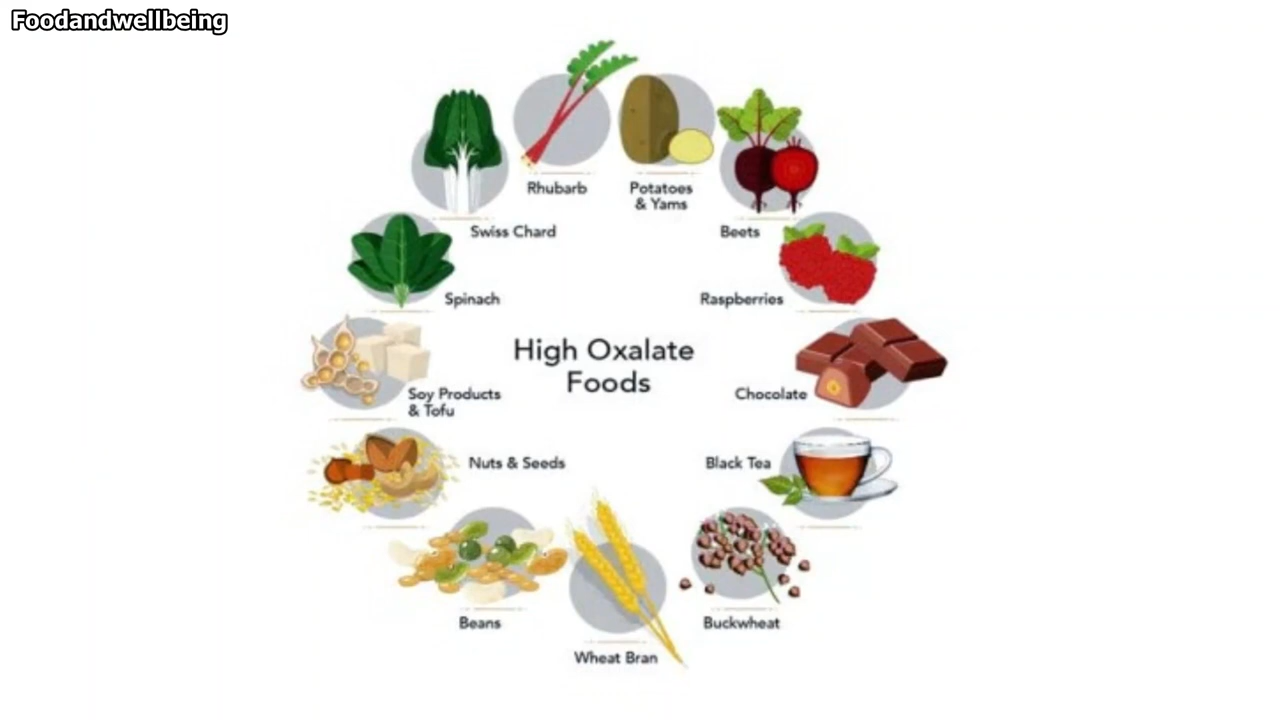 Foodandwellbeing
Rhubarb
Potatoes
& Yams
Swiss Chard
Beets
Spinach
Raspberries
High Oxalate
Foods
Soy Products
& Tofu
Chocolate
Nuts & Seeds
Black Tea
Beans
Buckwheat
Wheat Bran